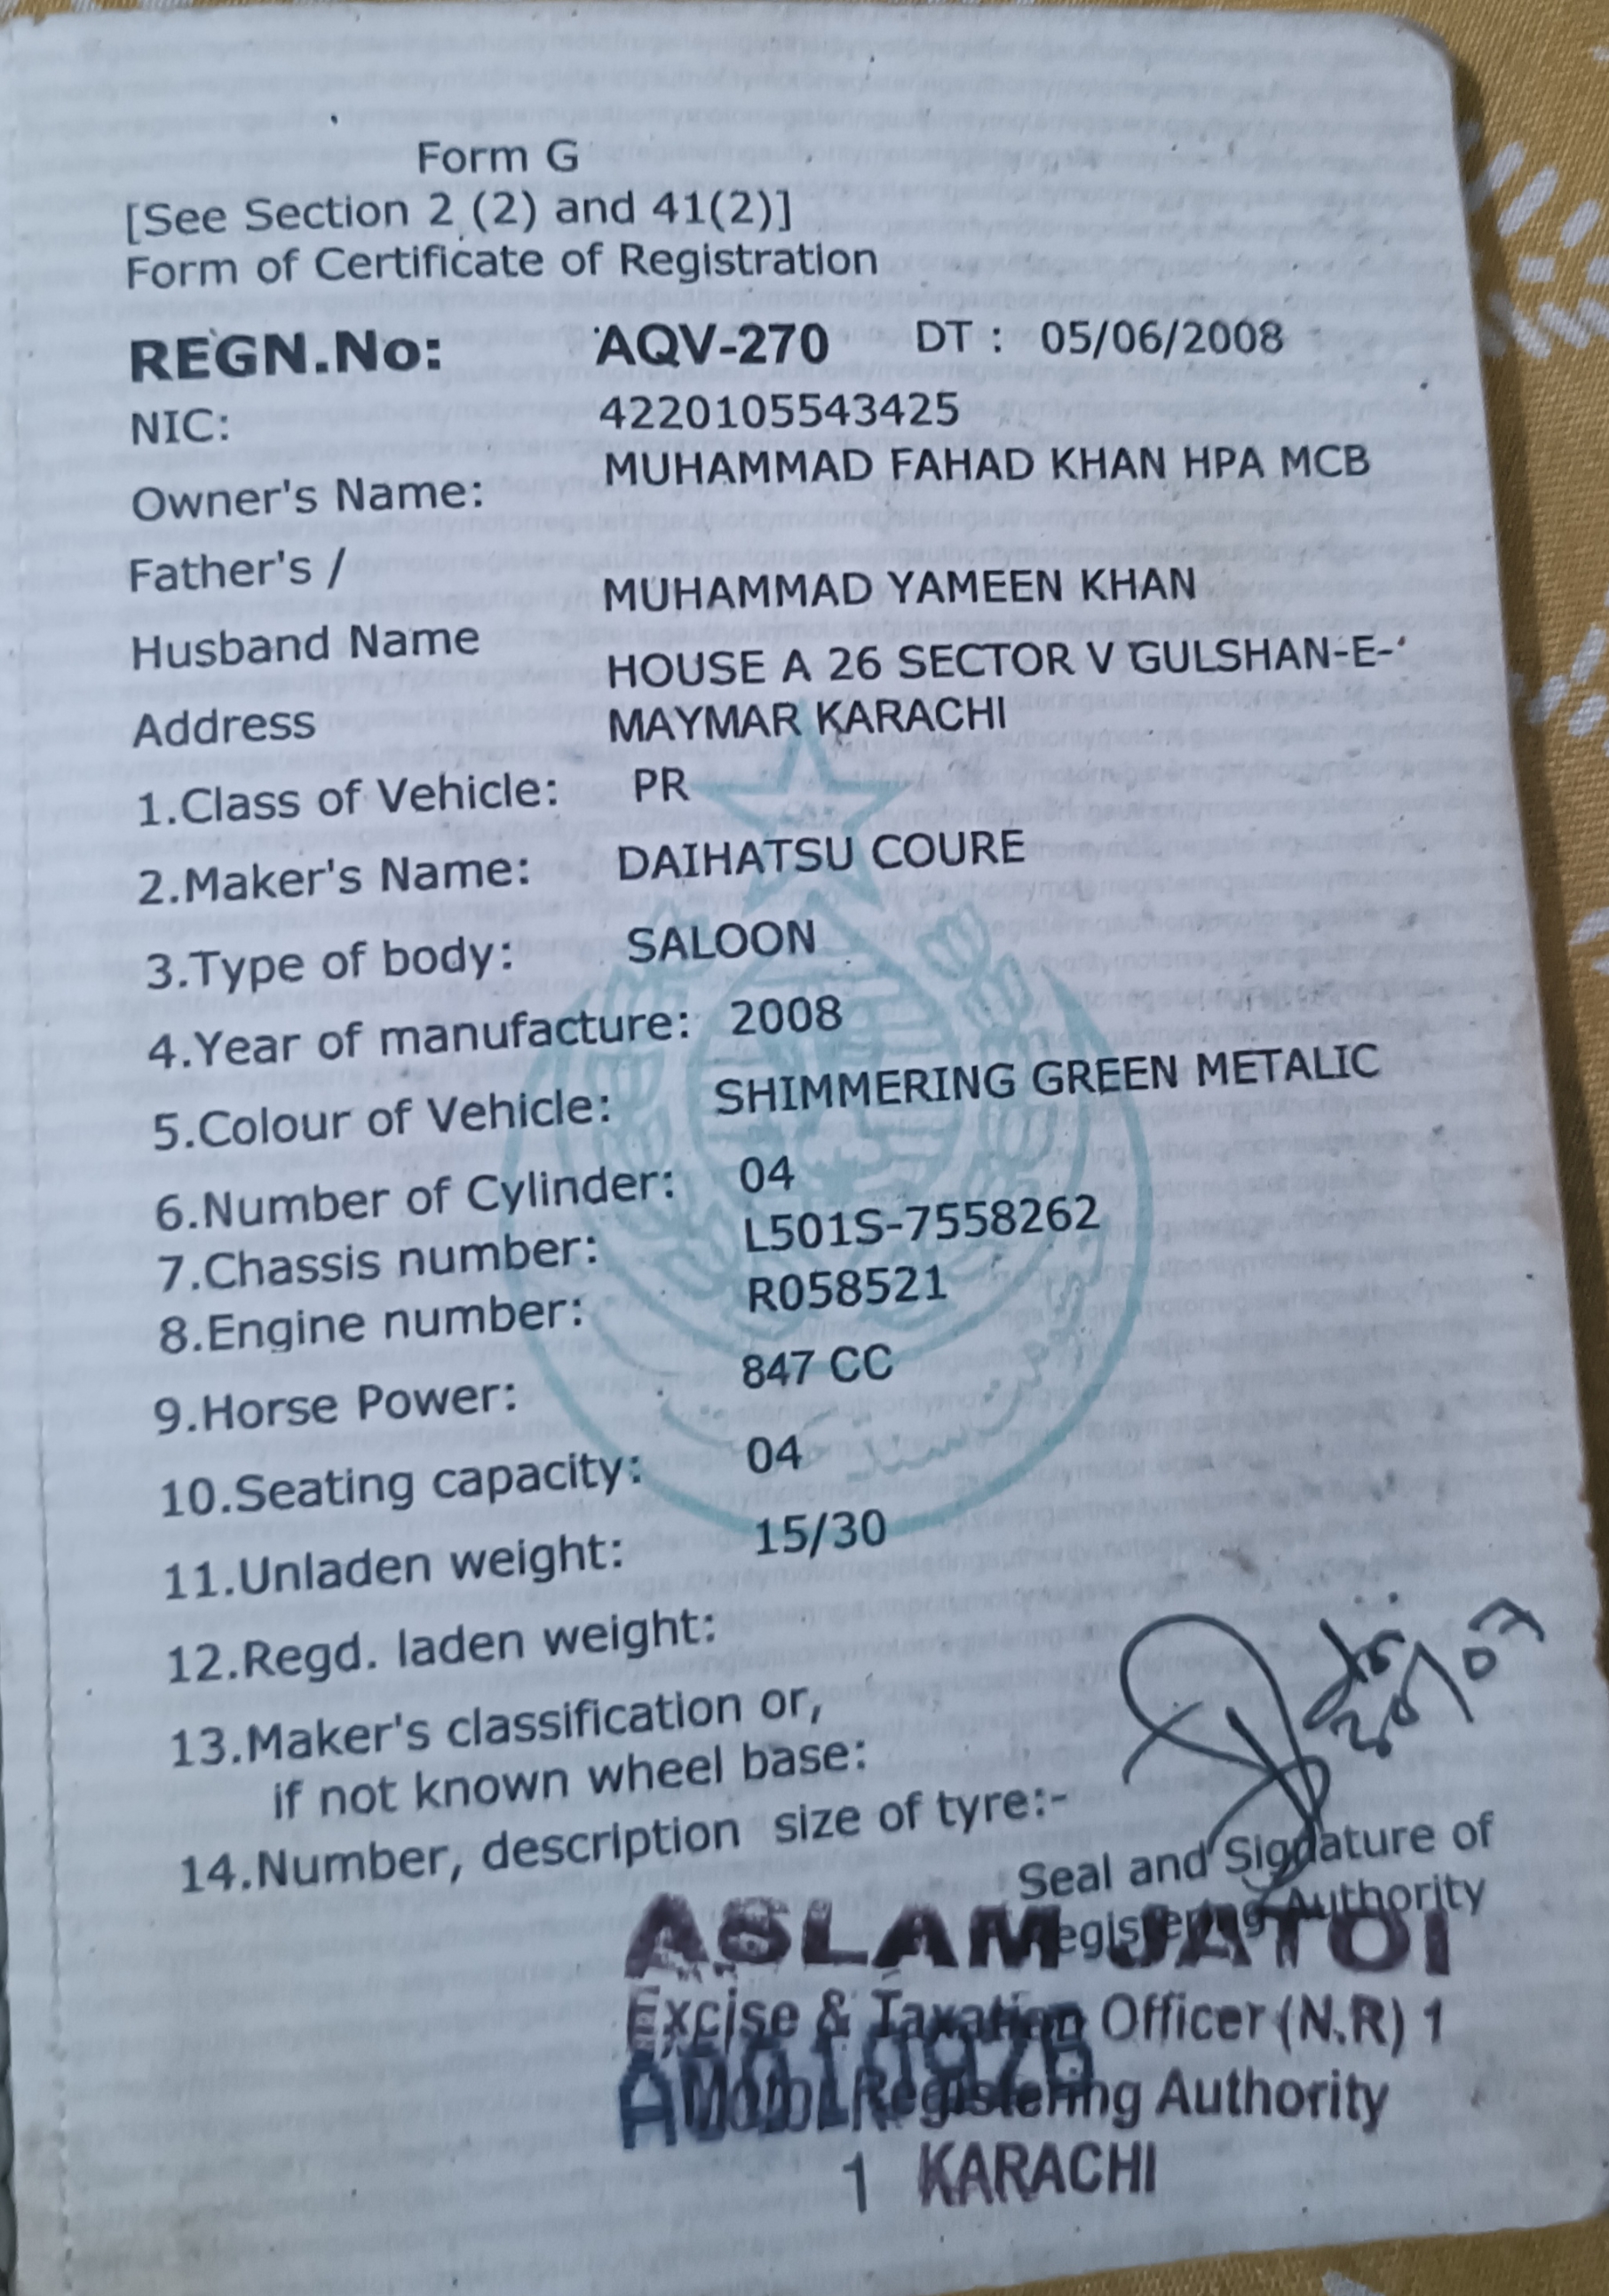 Form G
[See Section 2 (2) and 41(2)]
Form of Certificate of Registration
REGN.No: AQV-270 DT : 05/06/2008
NIC: 4220105543425
Owner's Name: MUHAMMAD FAHAD KHAN HPA MCB
Father's /
Husband Name MUHAMMAD YAMEEN KHAN
Address HOUSE A 26 SECTOR V GULSHAN-E-
MAYMAR KARACHI
1.Class of Vehicle: PR
2.Maker's Name: DAIHATSU COURE
3.Type of body: SALOON
4.Year of manufacture: 2008
5.Colour of Vehicle: SHIMMERING GREEN METALIC
6.Number of Cylinder: 04
7.Chassis number: L501S-7558262
8.Engine number: R058521
9.Horse Power: 847 CC
10.Seating capacity: 04
11.Unladen weight: 15/30
12.Regd. laden weight:
13.Maker's classification or,
if not known wheel base:
14.Number, description size of tyre:-
Seal and Signature of
Registering Authority
ASLAM JATOI
Excise & Taxation Officer (N.R) 1
Motor Registering Authority
1 KARACHI